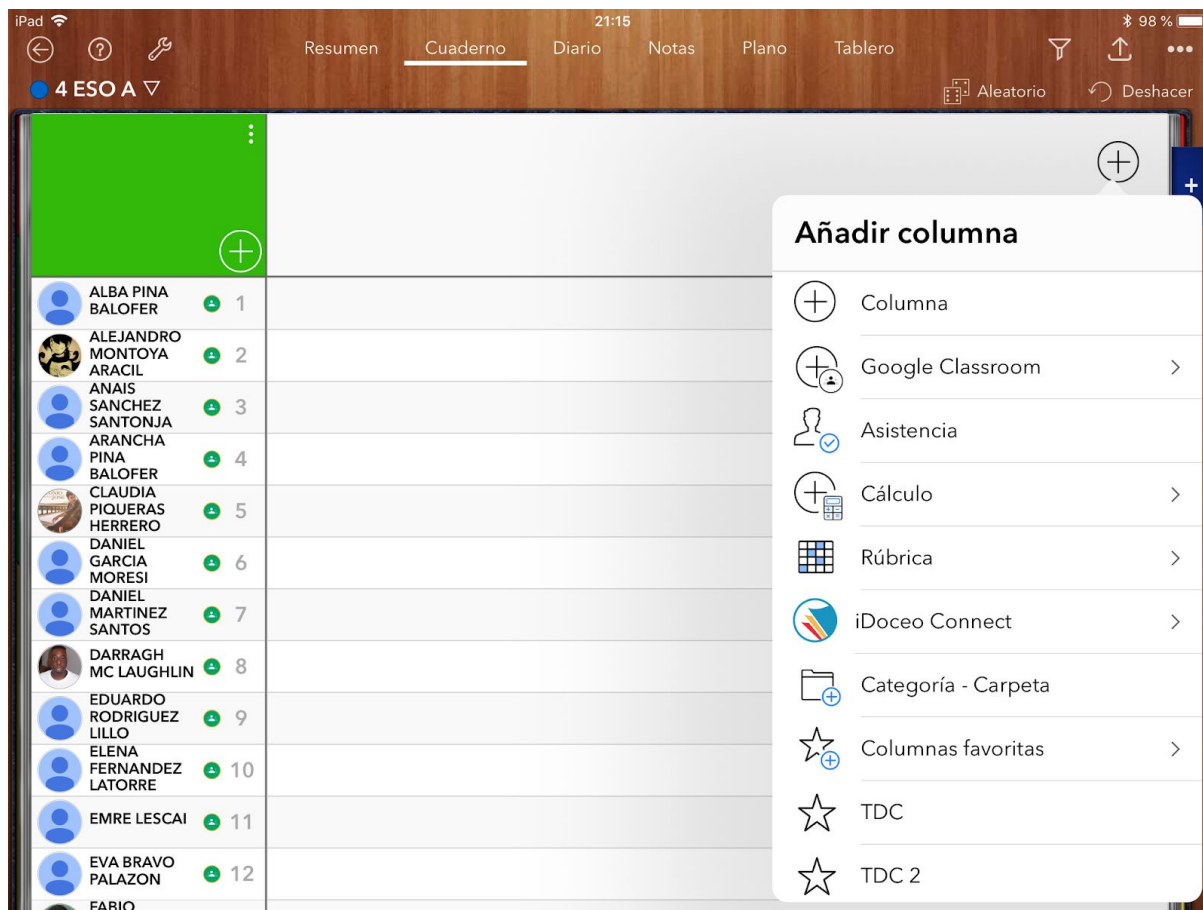 iPad 21:15 98 %
Resumen Cuaderno Diario Notas Plano Tablero
4 ESO A Aleatorio Deshacer
Añadir columna
Columna
Google Classroom
Asistencia
Cálculo
Rúbrica
iDoceo Connect
Categoría - Carpeta
Columnas favoritas
TDC
TDC 2
ALBA PINA
BALOFER 1
ALEJANDRO
MONTOYA 2
ARACIL
ANAIS
SANCHEZ 3
SANTONJA
ARANCHA
PINA 4
BALOFER
CLAUDIA
PIQUERAS 5
HERRERO
DANIEL
GARCIA 6
MORESI
DANIEL
MARTINEZ 7
SANTOS
DARRAGH
MC LAUGHLIN 8
EDUARDO
RODRIGUEZ 9
LILLO
ELENA
FERNANDEZ 10
LATORRE
EMRE LESCAI 11
EVA BRAVO
PALAZON 12
FABIO